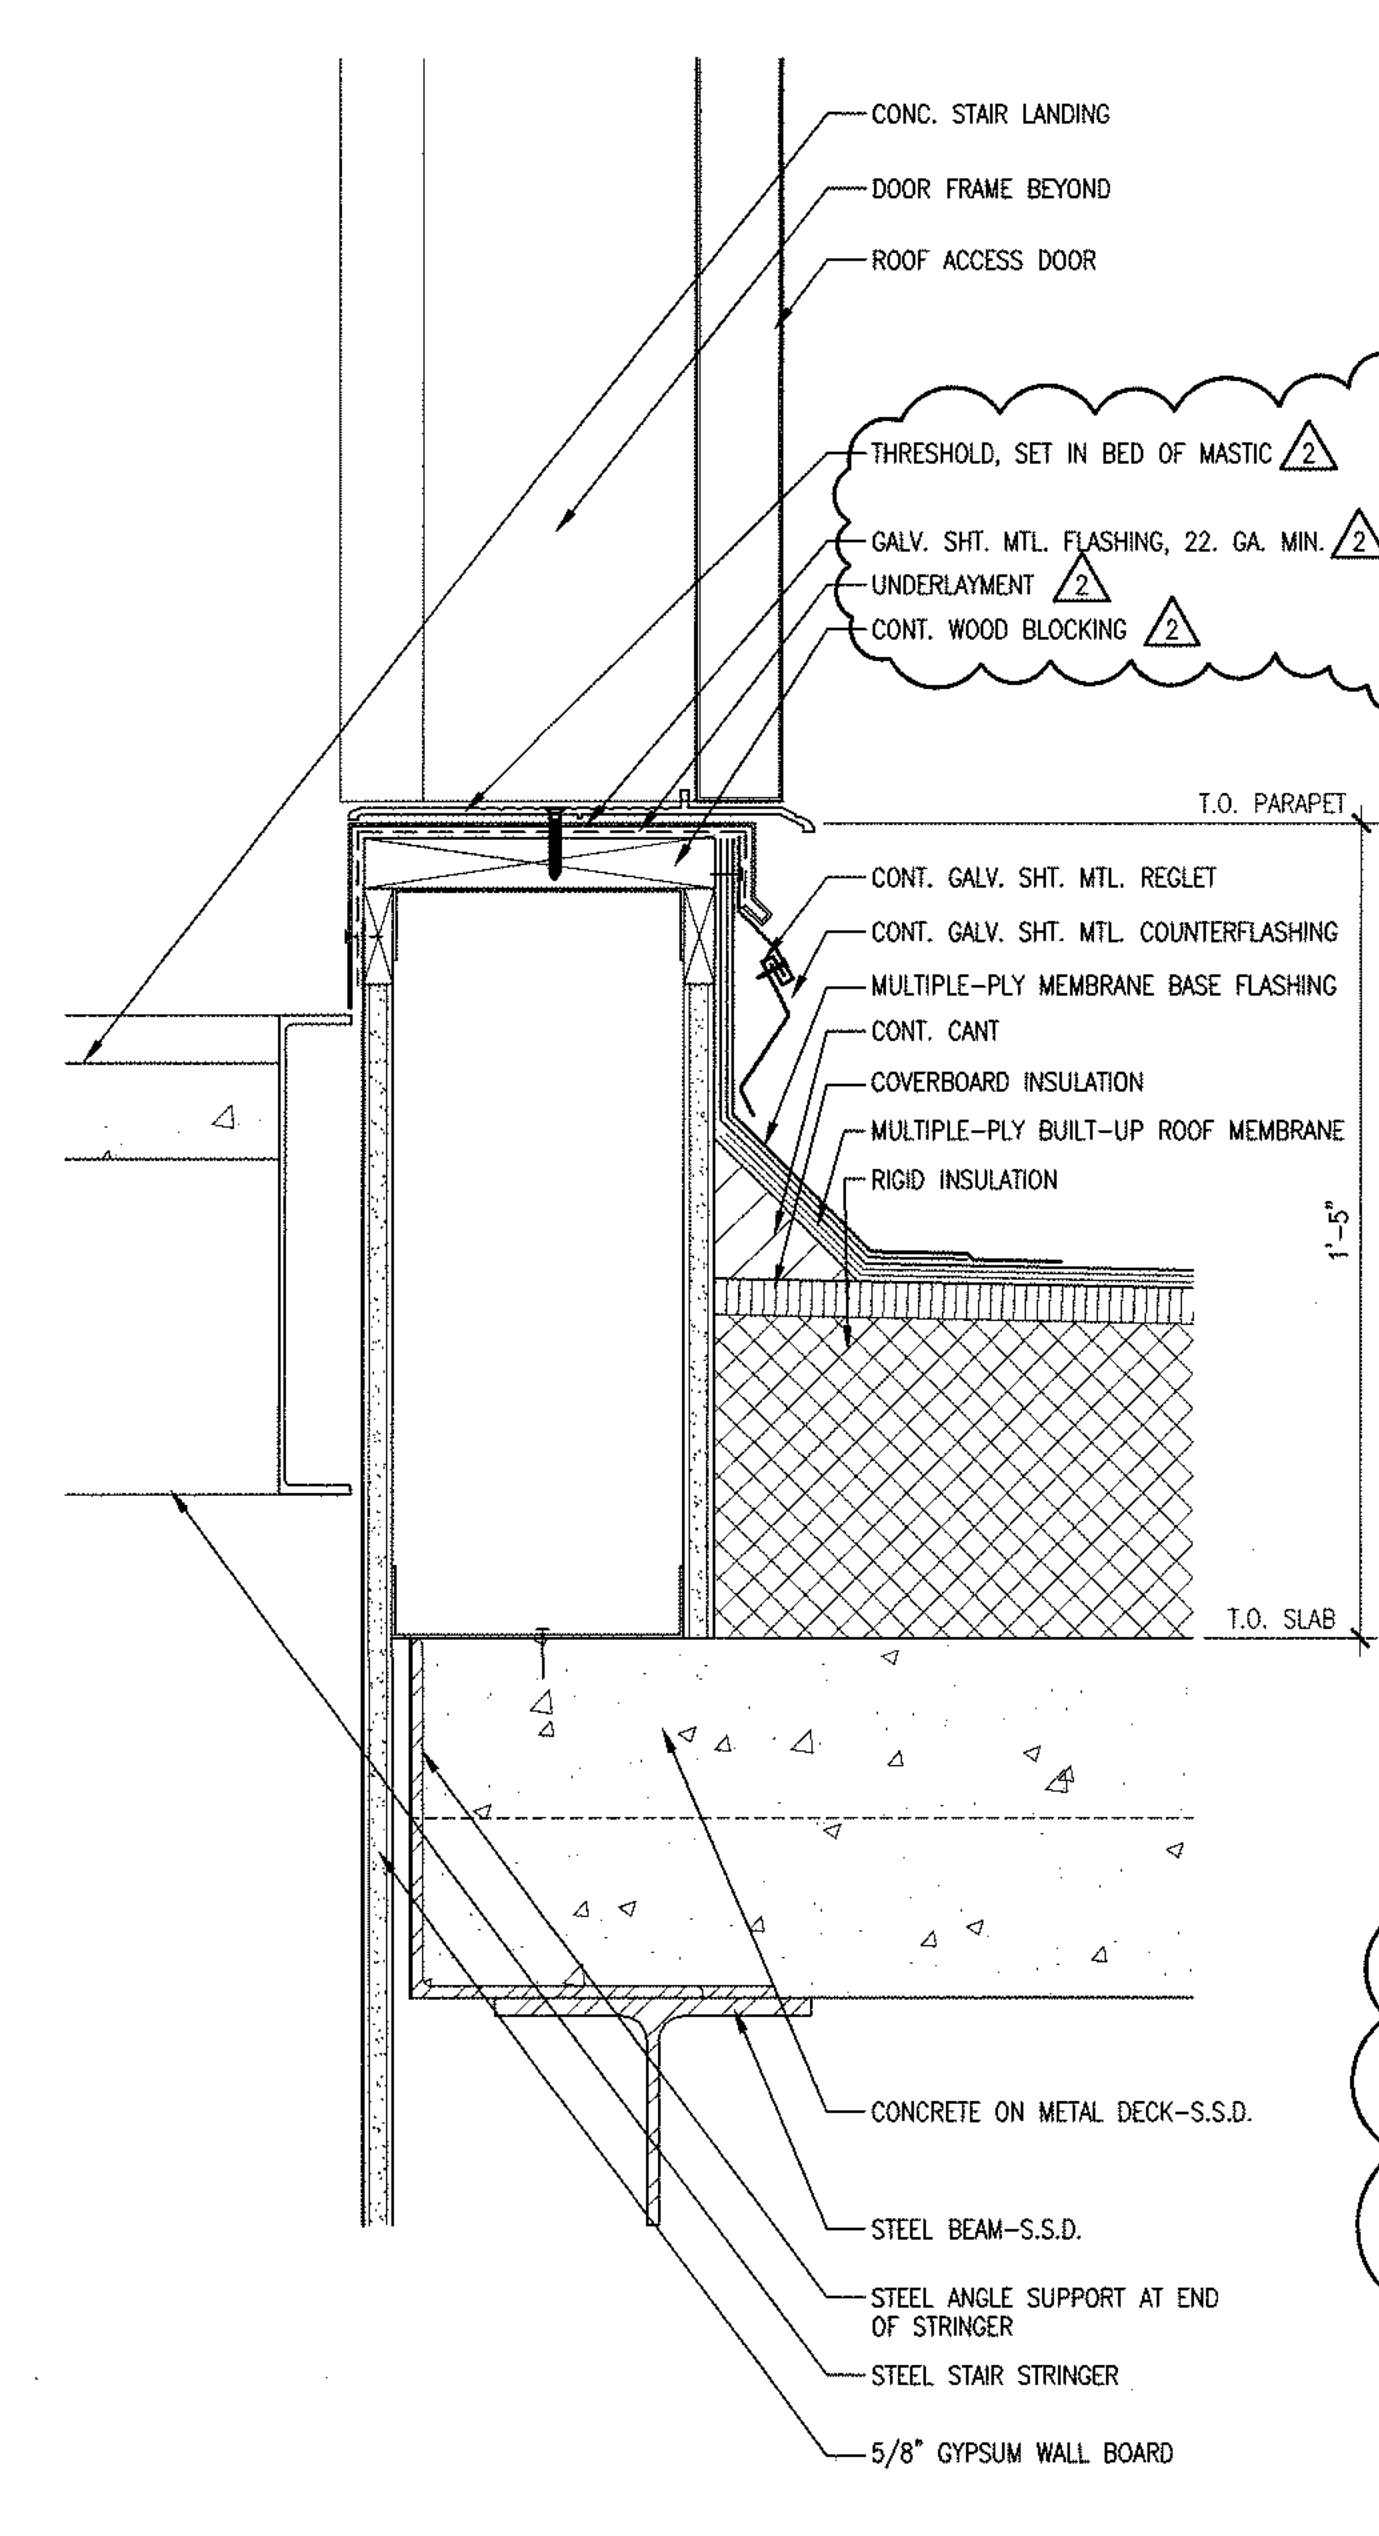 CONC. STAIR LANDING
DOOR FRAME BEYOND
ROOF ACCESS DOOR
THRESHOLD, SET IN BED OF MASTIC 2
GALV. SHT. MTL. FLASHING, 22. GA. MIN. 2
UNDERLAYMENT 2
CONT. WOOD BLOCKING 2
T.O. PARAPET
CONT. GALV. SHT. MTL. REGLET
CONT. GALV. SHT. MTL. COUNTERFLASHING
MULTIPLE-PLY MEMBRANE BASE FLASHING
CONT. CANT
COVERBOARD INSULATION
MULTIPLE-PLY BUILT-UP ROOF MEMBRANE
RIGID INSULATION
1'-5"
T.O. SLAB
CONCRETE ON METAL DECK-S.S.D.
STEEL BEAM-S.S.D.
STEEL ANGLE SUPPORT AT END
OF STRINGER
STEEL STAIR STRINGER
5/8" GYPSUM WALL BOARD